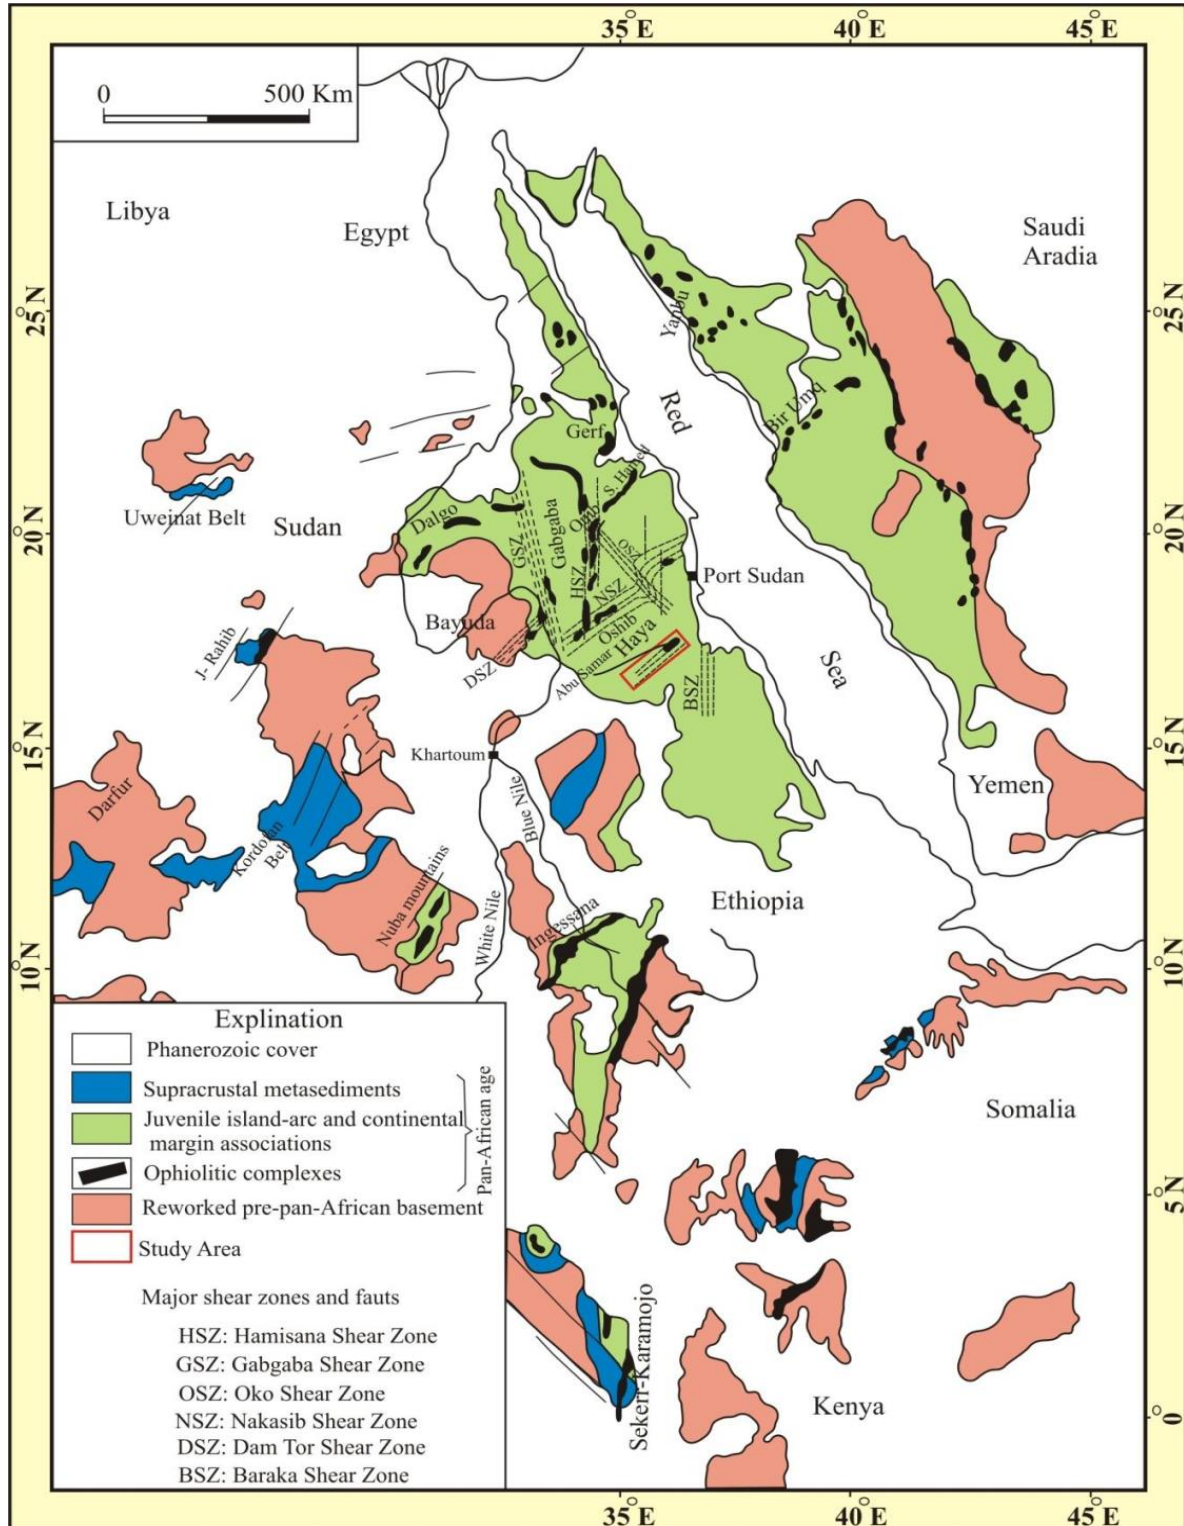 35°E 40°E 45°E
0 500 Km
Libya
Egypt
Saudi
Aradia
25°N
25°N
Yanbu
Red
Bir Umq
Gerf
S. Hamed
Uweinat Belt
Sudan
Dalgo
GSZ
Gabgaba
Onib
OSZ
HSZ
NSZ
20°N
20°N
Port Sudan
Bayuda
Oshib
Haya
J- Rahib
DSZ
Abu Samar
BSZ
Sea
15°N
15°N
Khartoum
Yemen
Darfur
Blue Nile
Kordofan
Belt
Nuba mountains
White Nile
Ingessana
Ethiopia
10°N
10°N
Explination
Phanerozoic cover
Supracrustal metasediments
Juvenile island-arc and continental
margin associations
Ophiolitic complexes
Pan-African age
Reworked pre-pan-African basement
Study Area
Somalia
5°N
Major shear zones and fauts
HSZ: Hamisana Shear Zone
GSZ: Gabgaba Shear Zone
OSZ: Oko Shear Zone
NSZ: Nakasib Shear Zone
DSZ: Dam Tor Shear Zone
BSZ: Baraka Shear Zone
Sekeri-Karamojo
Kenya
0°
35°E 40°E 45°E